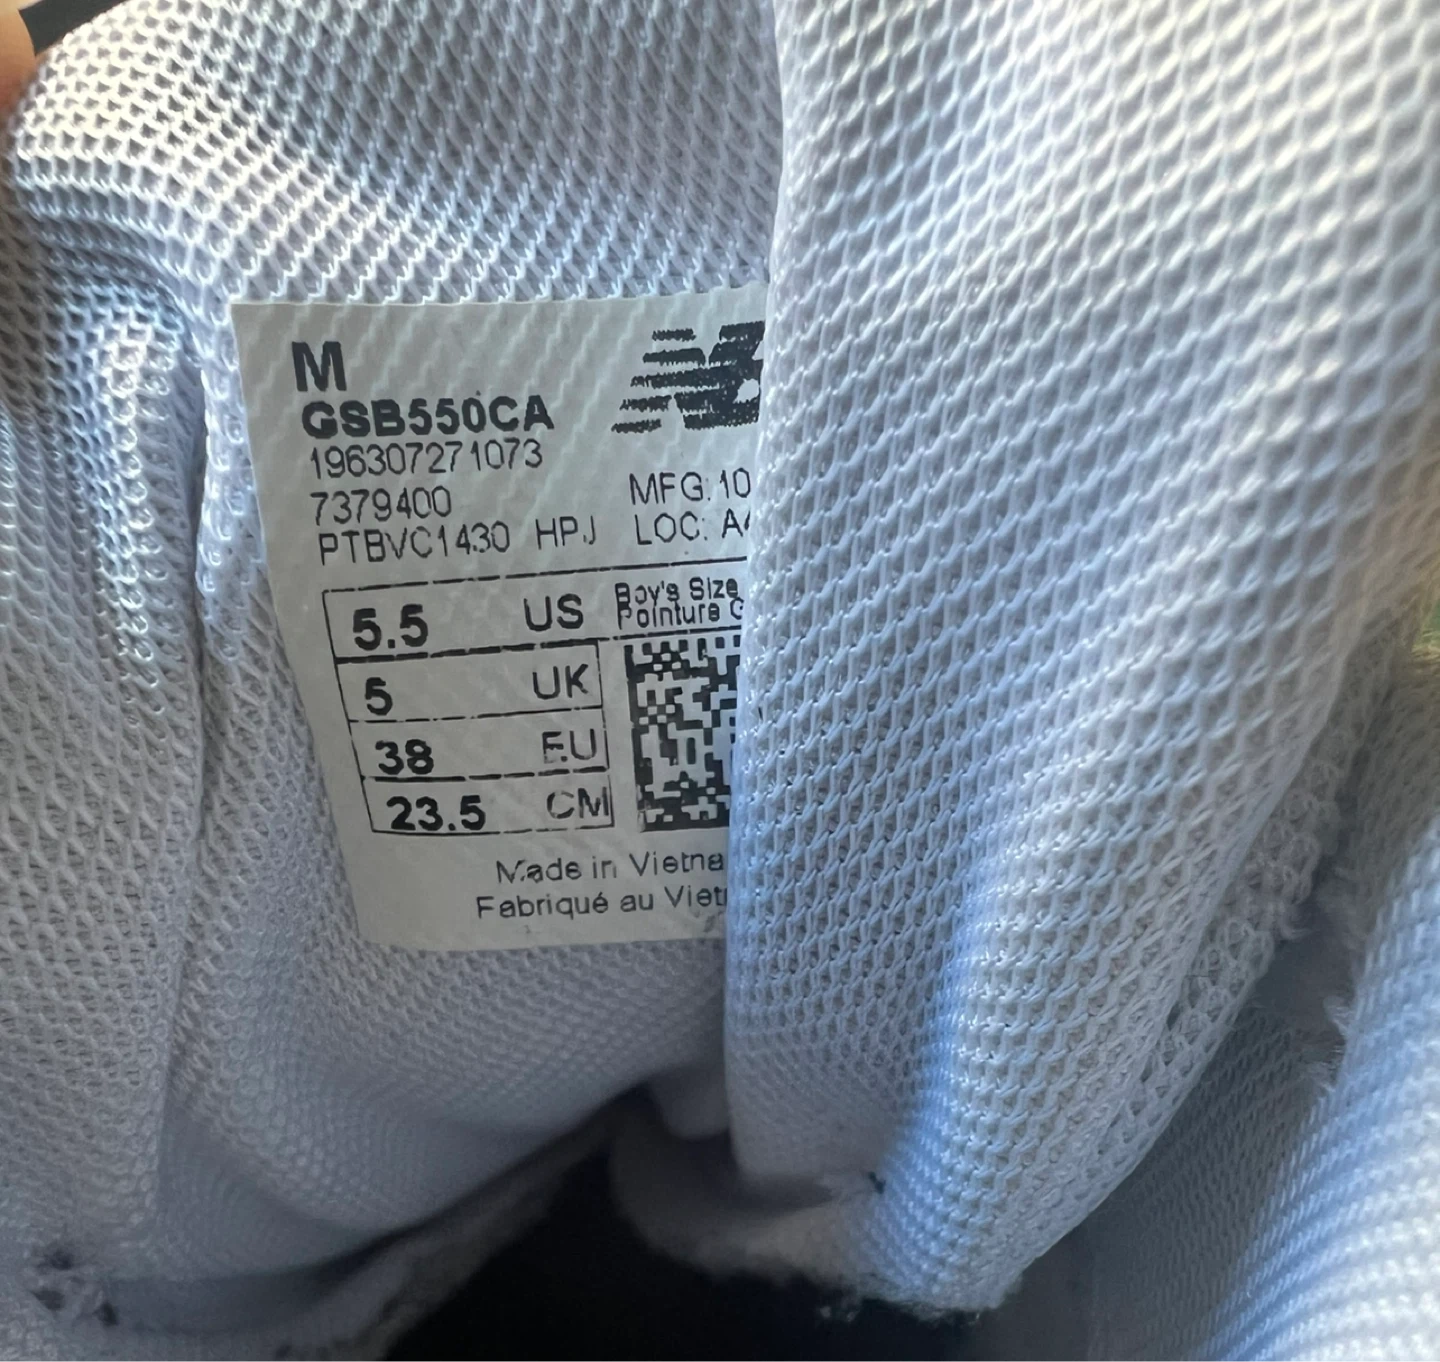 M
GSB550CA
196307271073
7379400 MFG: 10
PTBVC1430 HPJ LOC: A
5.5 US Boy's Size
Pointure G
5 UK
38 EU
23.5 CM
Made in Vietna
Fabriqué au Viet